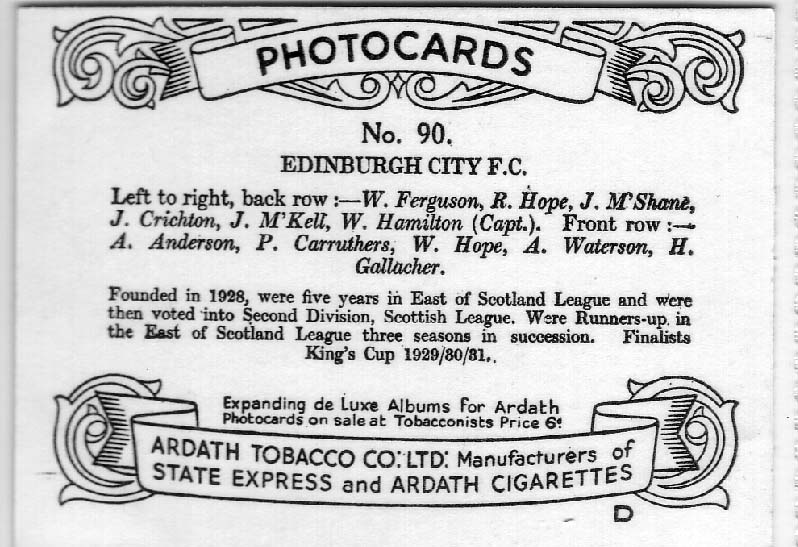 PHOTOCARDS
No. 90.
EDINBURGH CITY F.C.
Left to right, back row :—W. Ferguson, R. Hope, J. M'Shane,
J. Crichton, J. M'Kell, W. Hamilton (Capt.). Front row :—
A. Anderson, P. Carruthers, W. Hope, A. Waterson, H.
Gallacher.
Founded in 1928, were five years in East of Scotland League and were
then voted into Second Division, Scottish League. Were Runners-up in
the East of Scotland League three seasons in succession. Finalists
King's Cup 1929/30/31.
Expanding de Luxe Albums for Ardath
Photocards on sale at Tobacconists Price 6ᵈ
ARDATH TOBACCO CO. LTD. Manufacturers of
STATE EXPRESS and ARDATH CIGARETTES
D